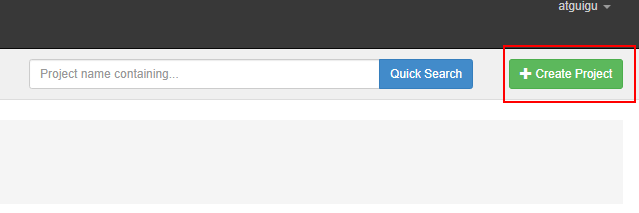 atguigu
Project name containing...
Quick Search
Create Project